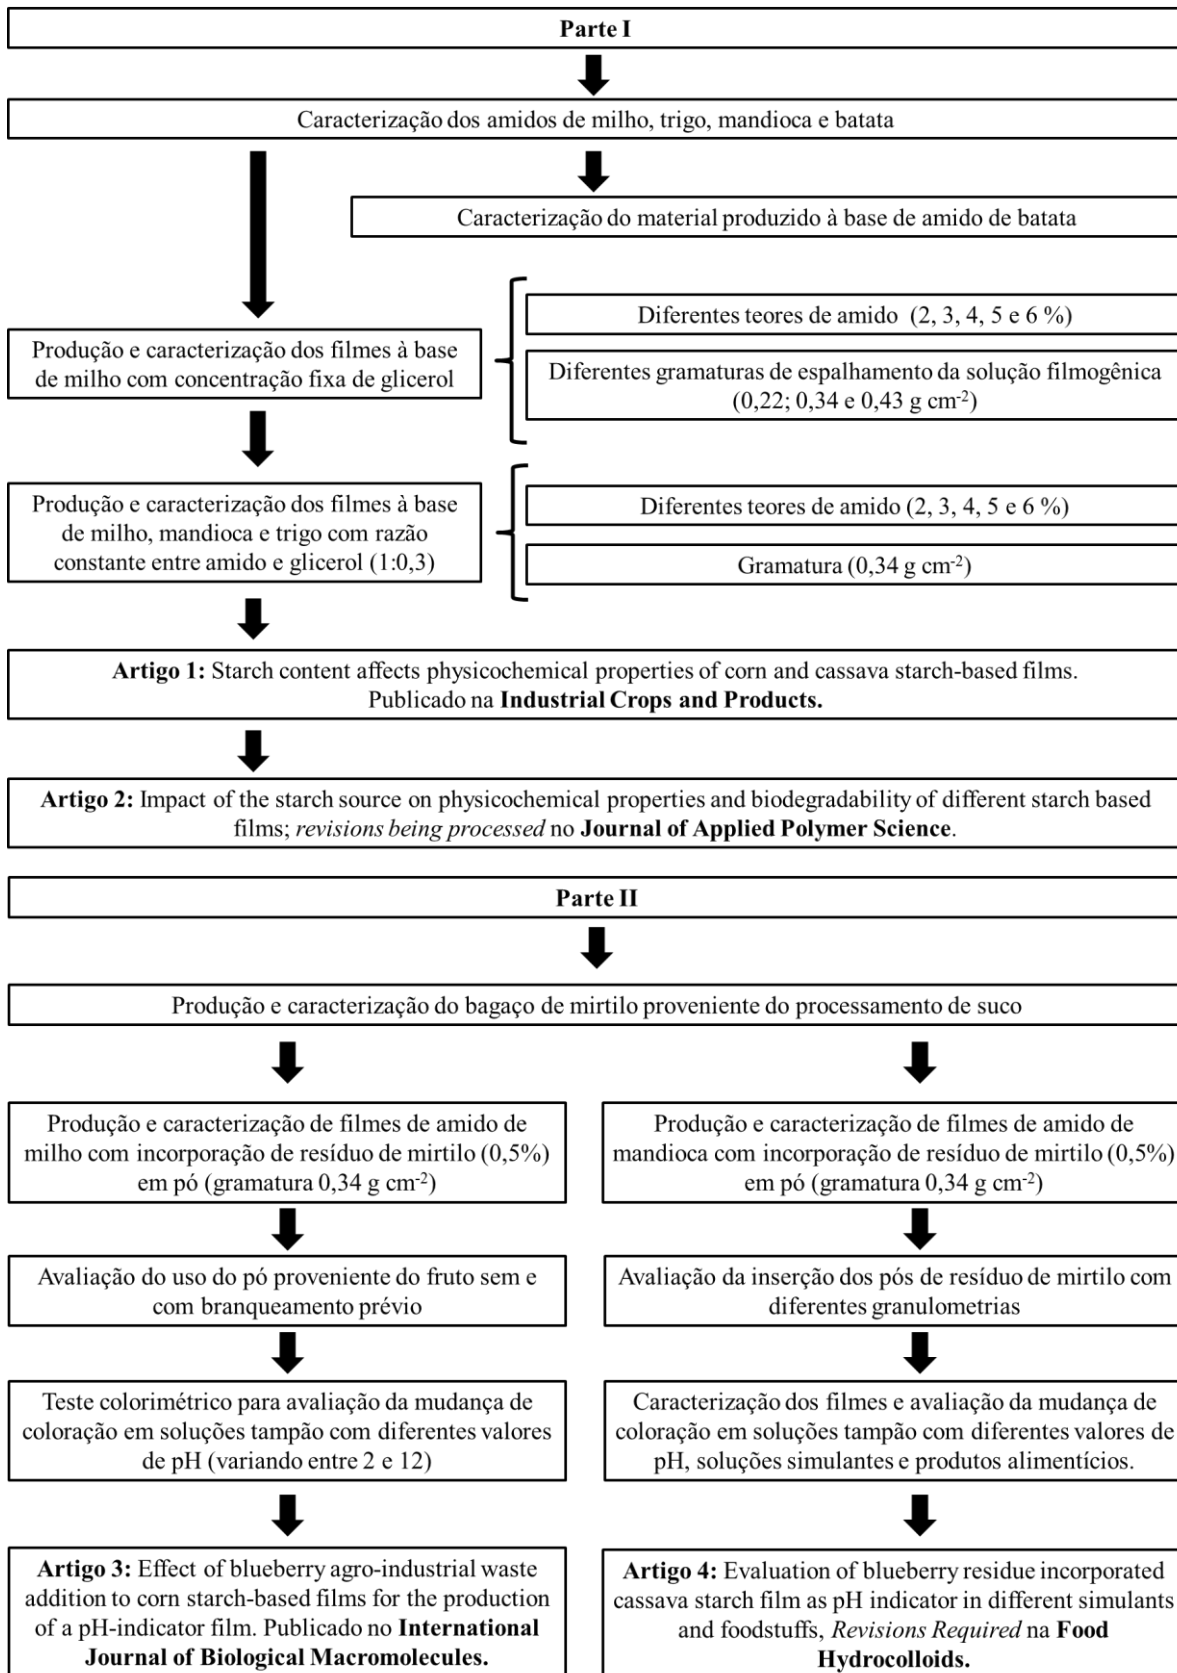 Parte I
Caracterização dos amidos de milho, trigo, mandioca e batata
Caracterização do material produzido à base de amido de batata
Diferentes teores de amido (2, 3, 4, 5 e 6 %)
Produção e caracterização dos filmes à base
de milho com concentração fixa de glicerol
Diferentes gramaturas de espalhamento da solução filmogênica
(0,22; 0,34 e 0,43 g cm⁻²)
Produção e caracterização dos filmes à base
de milho, mandioca e trigo com razão
constante entre amido e glicerol (1:0,3)
Diferentes teores de amido (2, 3, 4, 5 e 6 %)
Gramatura (0,34 g cm⁻²)
Artigo 1: Starch content affects physicochemical properties of corn and cassava starch-based films.
Publicado na Industrial Crops and Products.
Artigo 2: Impact of the starch source on physicochemical properties and biodegradability of different starch based
films; revisions being processed no Journal of Applied Polymer Science.
Parte II
Produção e caracterização do bagaço de mirtilo proveniente do processamento de suco
Produção e caracterização de filmes de amido de
milho com incorporação de resíduo de mirtilo (0,5%)
em pó (gramatura 0,34 g cm⁻²)
Produção e caracterização de filmes de amido de
mandioca com incorporação de resíduo de mirtilo (0,5%)
em pó (gramatura 0,34 g cm⁻²)
Avaliação do uso do pó proveniente do fruto sem e
com branqueamento prévio
Avaliação da inserção dos pós de resíduo de mirtilo com
diferentes granulometrias
Teste colorimétrico para avaliação da mudança de
coloração em soluções tampão com diferentes valores
de pH (variando entre 2 e 12)
Caracterização dos filmes e avaliação da mudança de
coloração em soluções tampão com diferentes valores de
pH, soluções simulantes e produtos alimentícios.
Artigo 3: Effect of blueberry agro-industrial waste
addition to corn starch-based films for the production
of a pH-indicator film. Publicado no International
Journal of Biological Macromolecules.
Artigo 4: Evaluation of blueberry residue incorporated
cassava starch film as pH indicator in different simulants
and foodstuffs, Revisions Required na Food
Hydrocolloids.